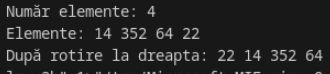 Număr elemente: 4
Elemente: 14 352 64 22
După rotire la dreapta: 22 14 352 64